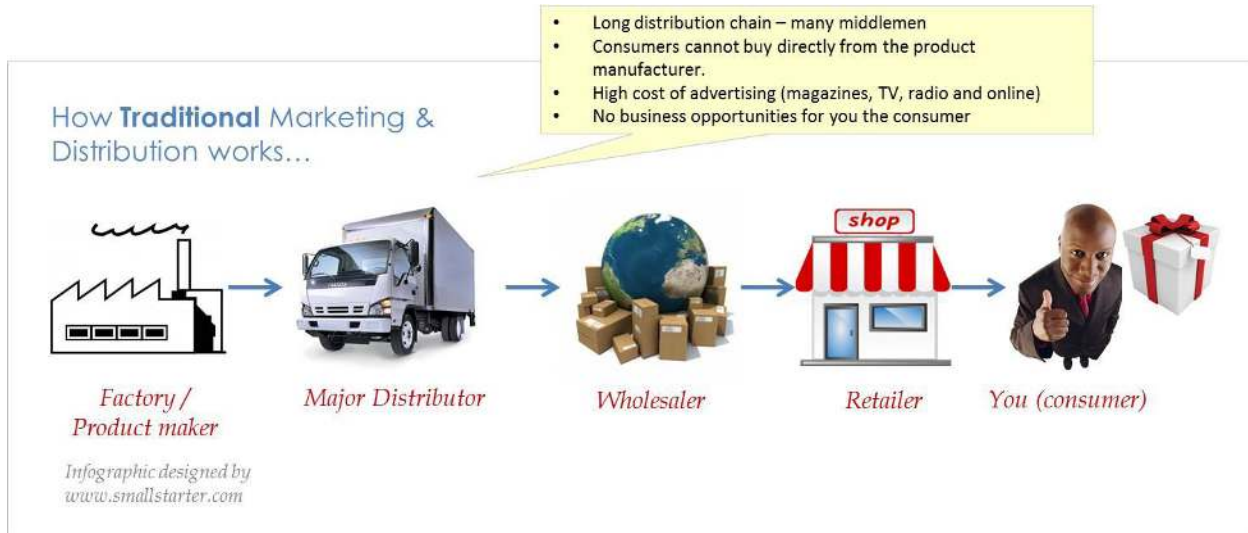 • Long distribution chain – many middlemen
• Consumers cannot buy directly from the product
manufacturer.
• High cost of advertising (magazines, TV, radio and online)
• No business opportunities for you the consumer
How Traditional Marketing &
Distribution works…
shop
Factory /
Product maker
Major Distributor
Wholesaler
Retailer
You (consumer)
Infographic designed by
www.smallstarter.com